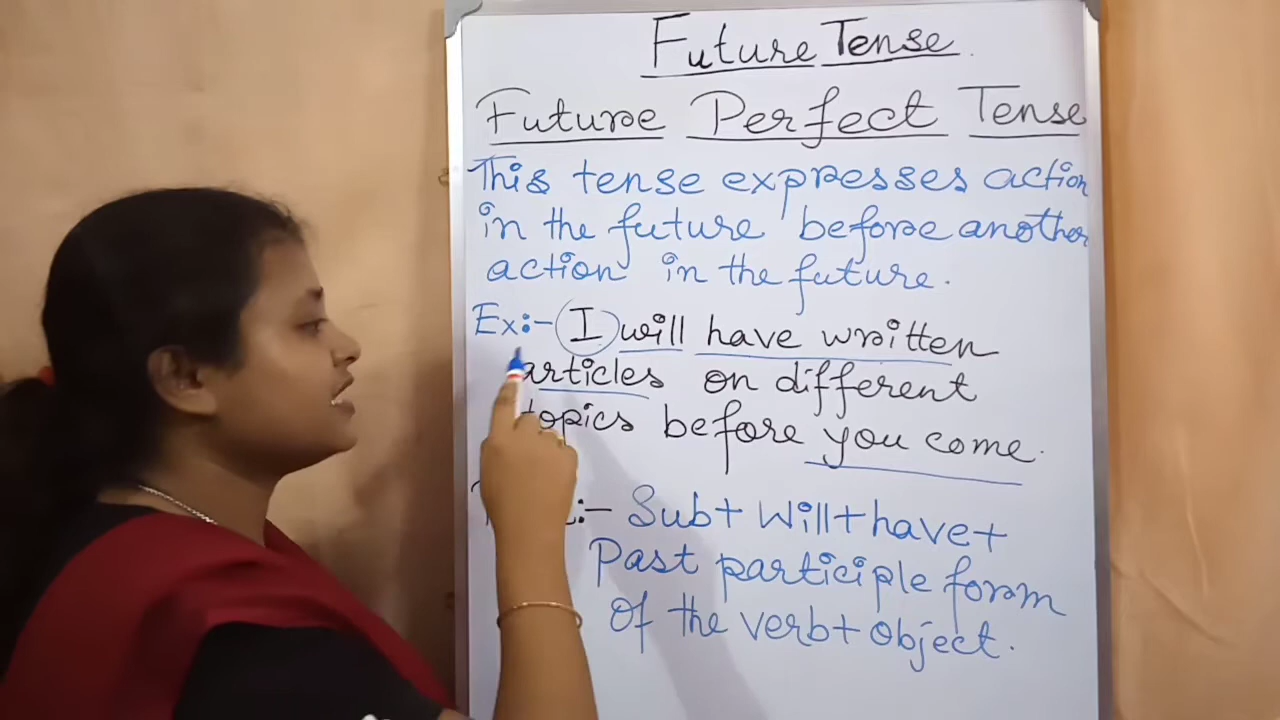 Future Tense.
Future Perfect Tense
This tense expresses action
in the future before another
action in the future.
Ex:- I will have written
articles on different
topics before you come.
:- Sub+ Will+have+
Past participle form
Of the verb+ object.